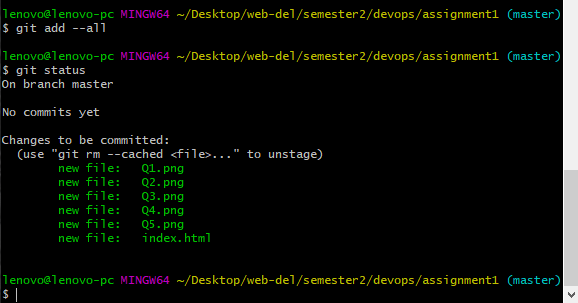 lenovo@lenovo-pc MINGW64 ~/Desktop/web-del/semester2/devops/assignment1 (master)
$ git add --all
lenovo@lenovo-pc MINGW64 ~/Desktop/web-del/semester2/devops/assignment1 (master)
$ git status
On branch master
No commits yet
Changes to be committed:
(use "git rm --cached <file>..." to unstage)
new file: Q1.png
new file: Q2.png
new file: Q3.png
new file: Q4.png
new file: Q5.png
new file: index.html
lenovo@lenovo-pc MINGW64 ~/Desktop/web-del/semester2/devops/assignment1 (master)
$